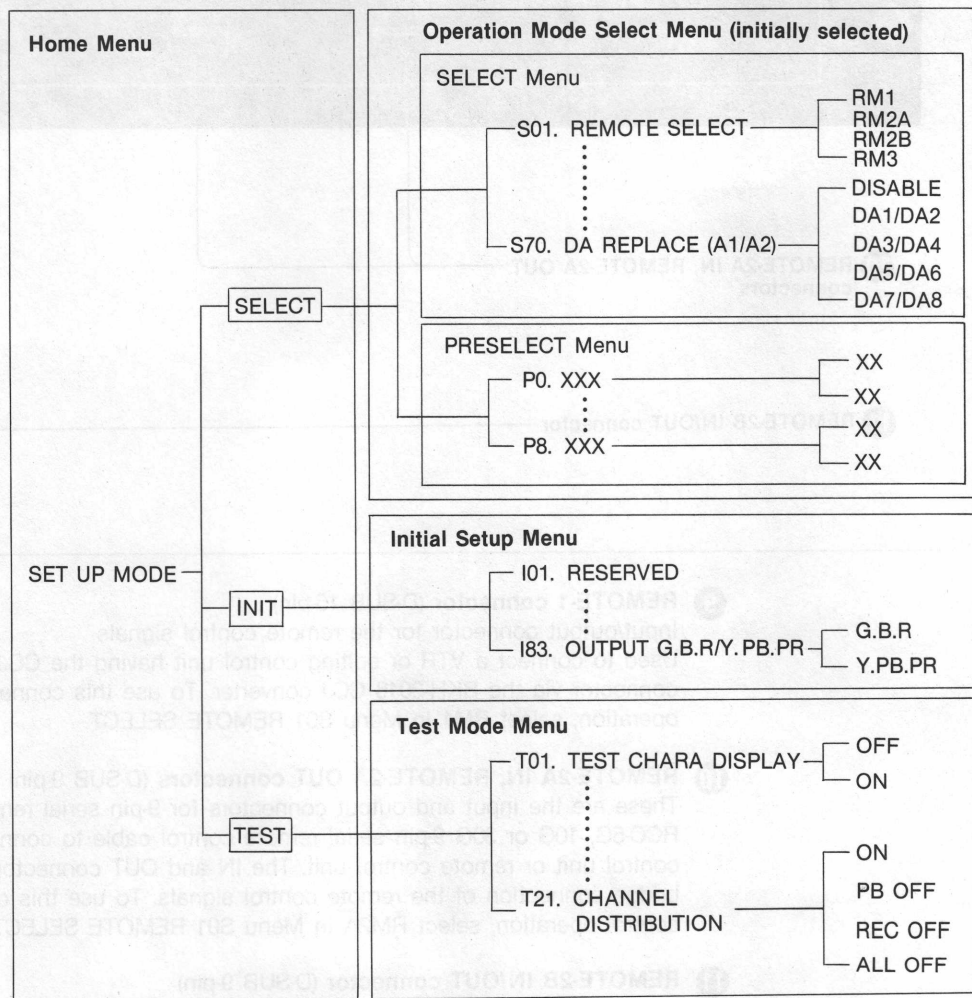 Home Menu
Operation Mode Select Menu (initially selected)
SELECT Menu
S01. REMOTE SELECT
RM1
RM2A
RM2B
RM3
S70. DA REPLACE (A1/A2)
DISABLE
DA1/DA2
DA3/DA4
DA5/DA6
DA7/DA8
SELECT
PRESELECT Menu
P0. XXX
XX
XX
P8. XXX
XX
XX
SET UP MODE
INIT
Initial Setup Menu
I01. RESERVED
I83. OUTPUT G.B.R/Y.PB.PR
G.B.R
Y.PB.PR
TEST
Test Mode Menu
T01. TEST CHARA DISPLAY
OFF
ON
T21. CHANNEL
DISTRIBUTION
ON
PB OFF
REC OFF
ALL OFF